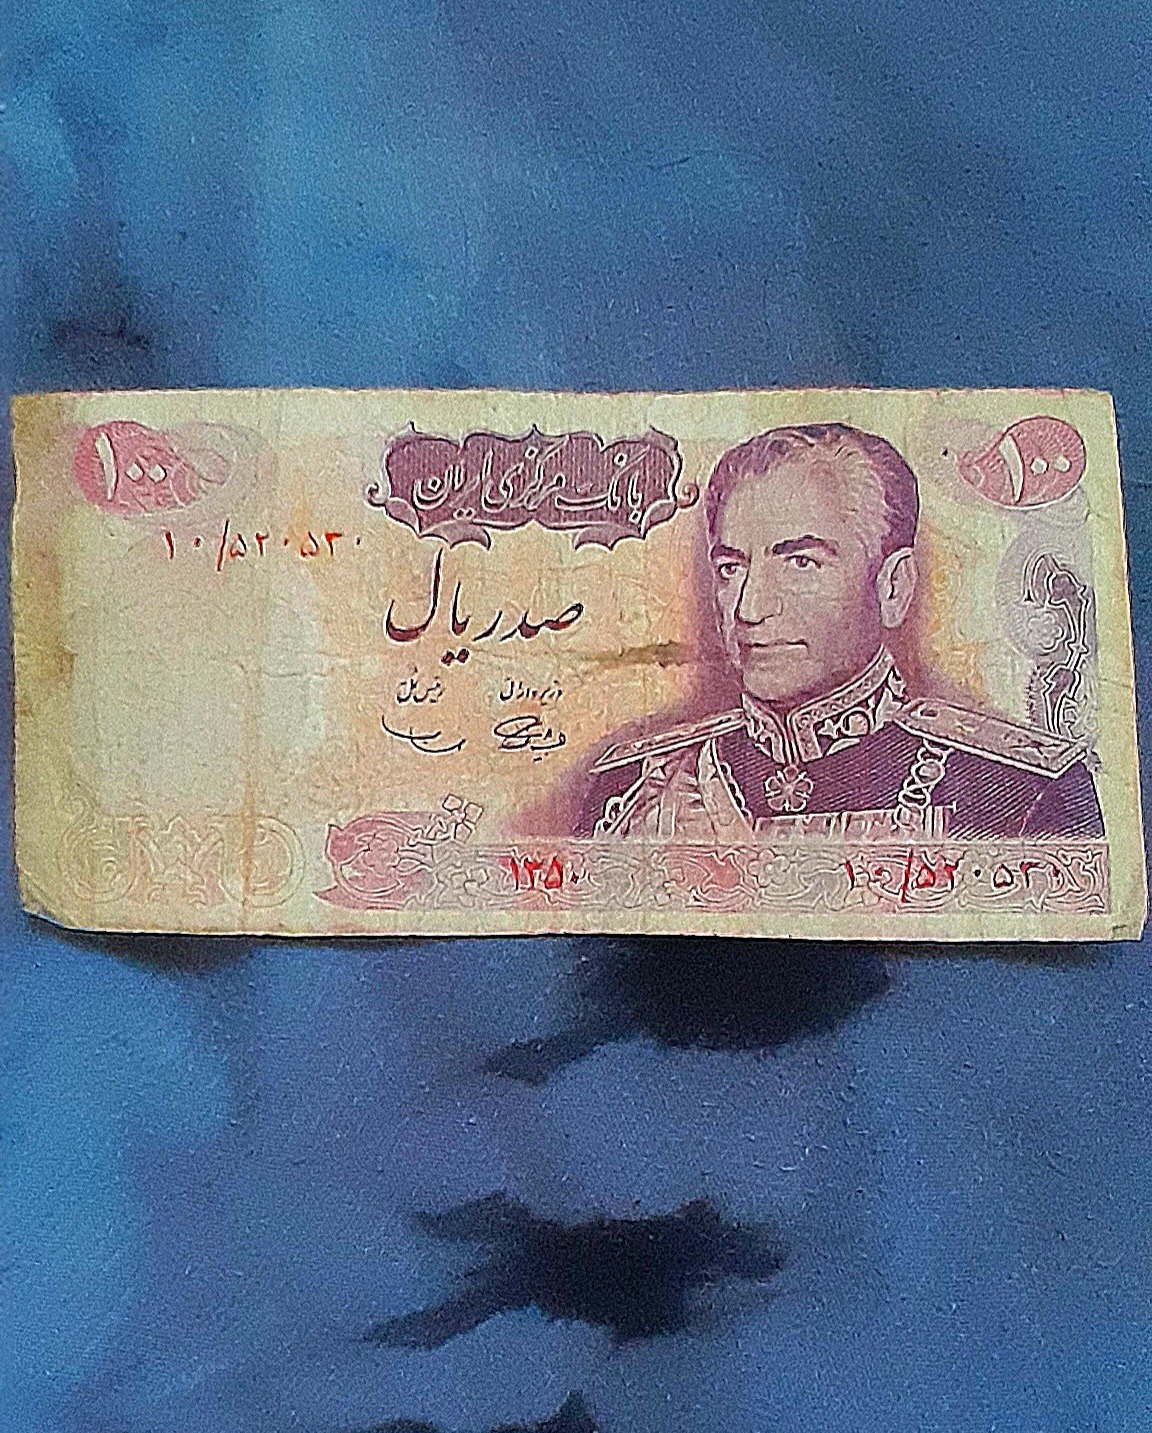 ۱۰۰
۱۰۰
بانک مرکزی ایران
۱۰/۵۲۰۵۳۰
صد ریال
وزیر دارائی
رئیس کل
۱۳۵۰
۱۰/۵۲۰۵۳۰